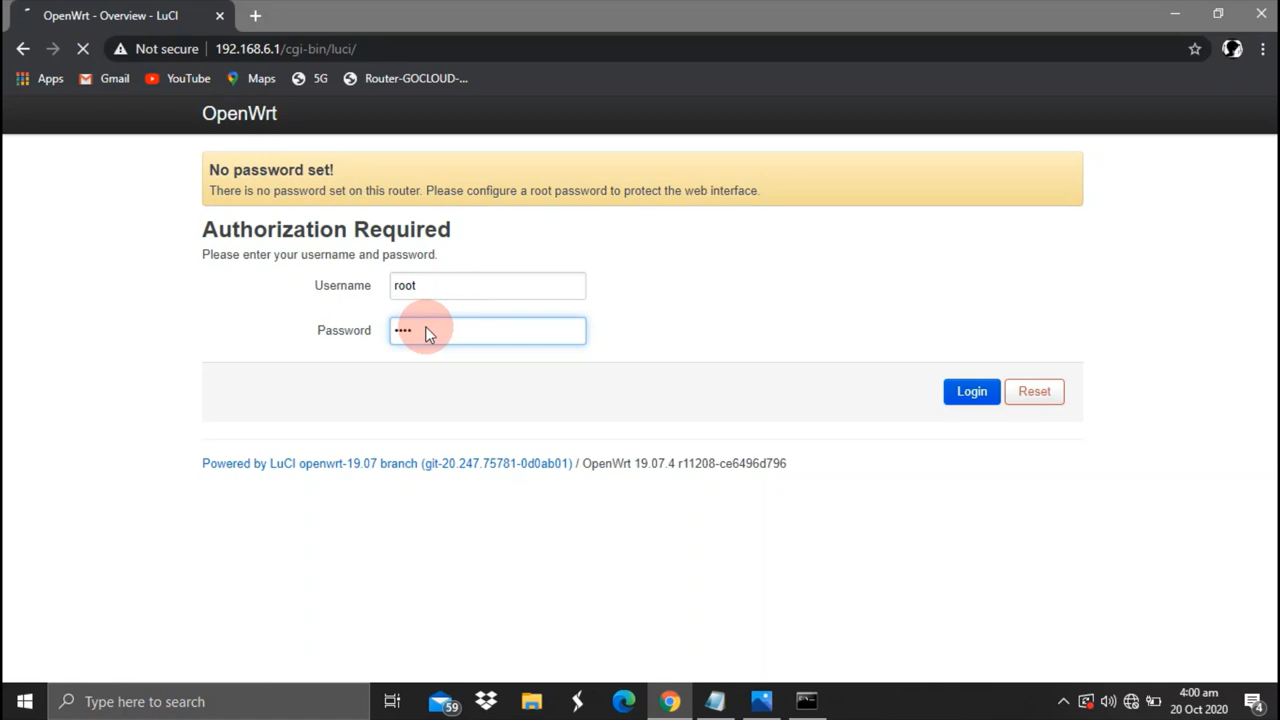 OpenWrt - Overview - LuCI
Not secure
192.168.6.1/cgi-bin/luci/
Apps
Gmail
YouTube
Maps
5G
Router-GOCLOUD-...
OpenWrt
No password set!
There is no password set on this router. Please configure a root password to protect the web interface.
Authorization Required
Please enter your username and password.
Username
root
Password
••••
Login
Reset
Powered by LuCI openwrt-19.07 branch (git-20.247.75781-0d0ab01) / OpenWrt 19.07.4 r11208-ce6496d796
Type here to search
59
4:00 am
20 Oct 2020
4